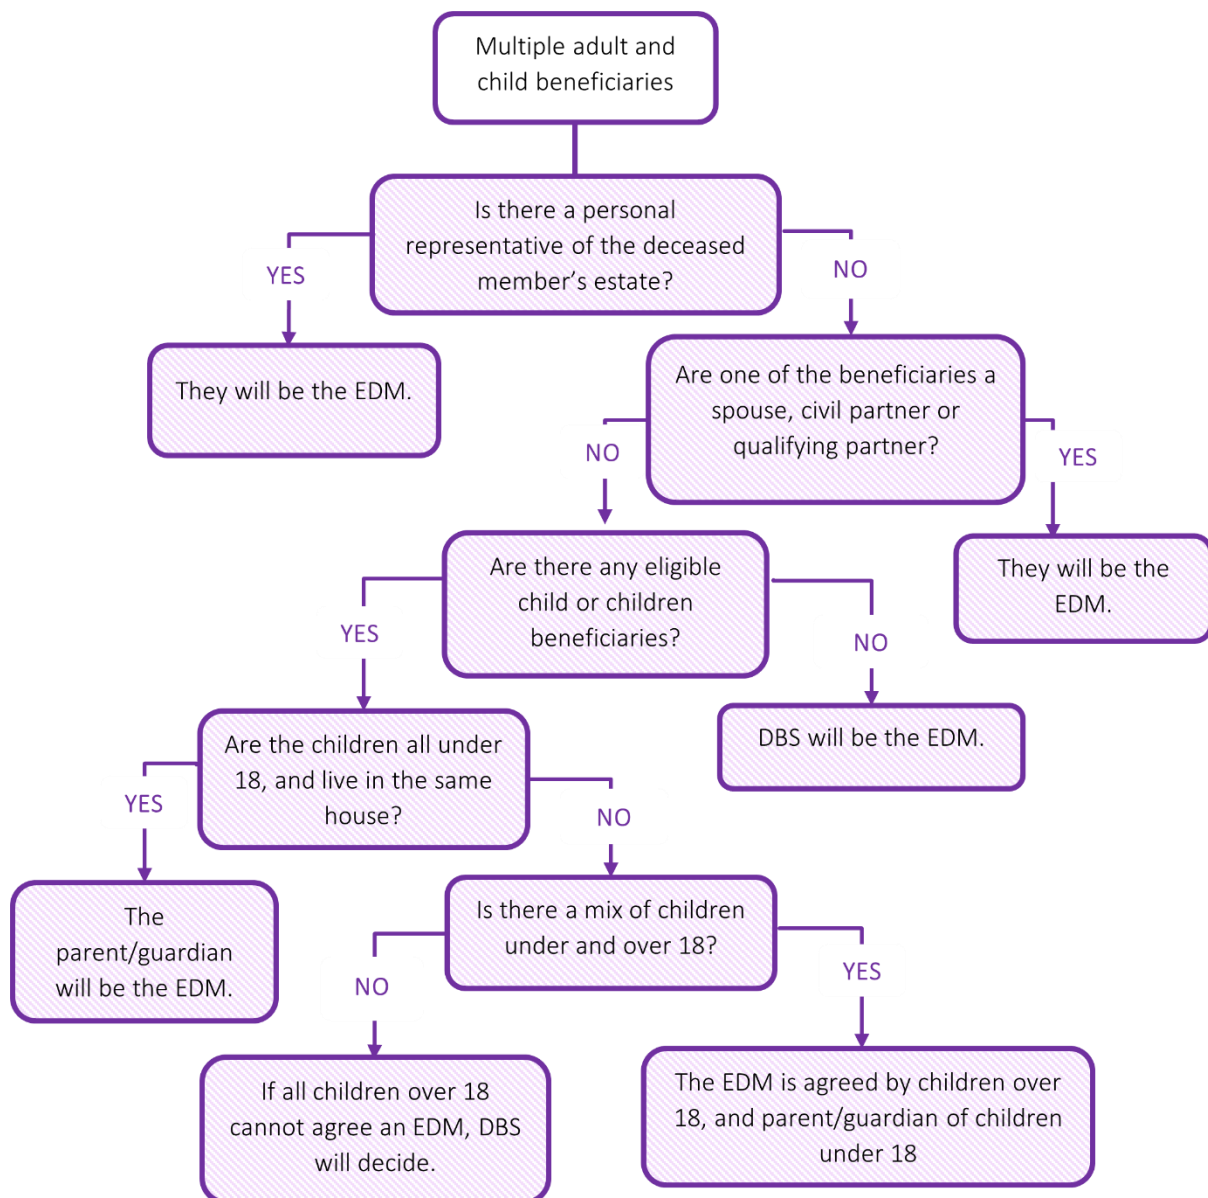 Multiple adult and
child beneficiaries
Is there a personal
representative of the deceased
member’s estate?
YES
NO
They will be the EDM.
Are one of the beneficiaries a
spouse, civil partner or
qualifying partner?
NO
YES
Are there any eligible
child or children
beneficiaries?
They will be the
EDM.
YES
NO
Are the children all under
18, and live in the same
house?
DBS will be the EDM.
YES
NO
The
parent/guardian
will be the EDM.
Is there a mix of children
under and over 18?
NO
YES
If all children over 18
cannot agree an EDM, DBS
will decide.
The EDM is agreed by children over
18, and parent/guardian of children
under 18